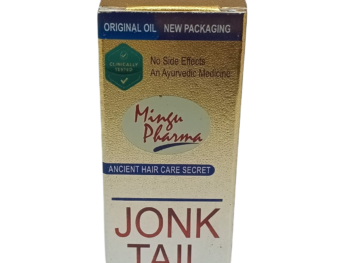 ORIGINAL OIL NEW PACKAGING
CLINICALLY
TESTED
No Side Effects
An Ayurvedic Medicine
Mingu
Pharma
ANCIENT HAIR CARE SECRET
JONK
TAIL